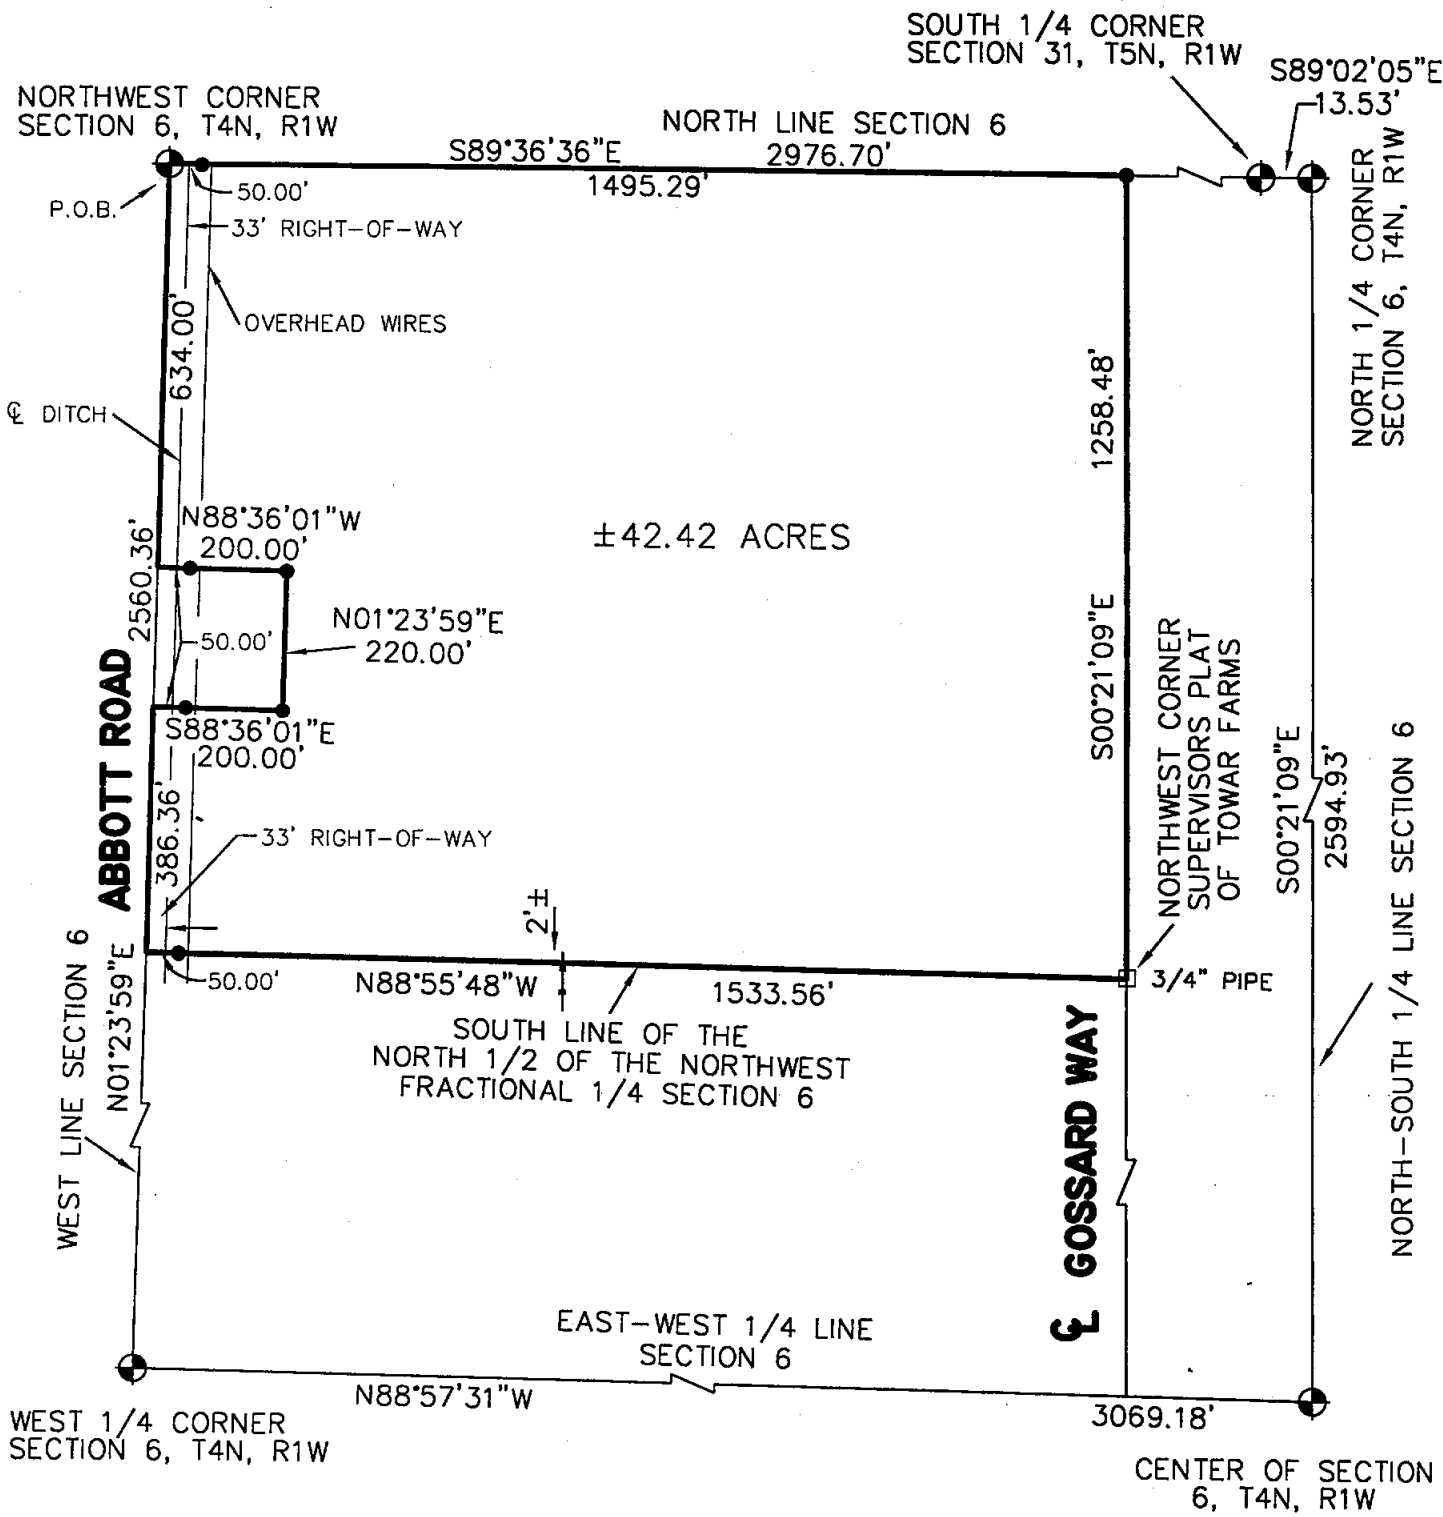 SOUTH 1/4 CORNER
SECTION 31, T5N, R1W
S89°02'05"E
13.53'
NORTHWEST CORNER
SECTION 6, T4N, R1W
NORTH LINE SECTION 6
S89°36'36"E
2976.70'
1495.29'
NORTH 1/4 CORNER
SECTION 6, T4N, R1W
P.O.B.
50.00'
33' RIGHT-OF-WAY
OVERHEAD WIRES
634.00'
℄ DITCH
1258.48'
N88°36'01"W
200.00'
±42.42 ACRES
2560.36'
N01°23'59"E
220.00'
50.00'
S88°36'01"E
200.00'
ABBOTT ROAD
S00°21'09"E
NORTHWEST CORNER
SUPERVISORS PLAT
OF TOWAR FARMS
S00°21'09"E
2594.93'
NORTH-SOUTH 1/4 LINE SECTION 6
386.36'
33' RIGHT-OF-WAY
2'±
N01°23'59"E
WEST LINE SECTION 6
50.00'
N88°55'48"W
1533.56'
3/4" PIPE
SOUTH LINE OF THE
NORTH 1/2 OF THE NORTHWEST
FRACTIONAL 1/4 SECTION 6
℄ GOSSARD WAY
EAST-WEST 1/4 LINE
SECTION 6
N88°57'31"W
3069.18'
WEST 1/4 CORNER
SECTION 6, T4N, R1W
CENTER OF SECTION
6, T4N, R1W